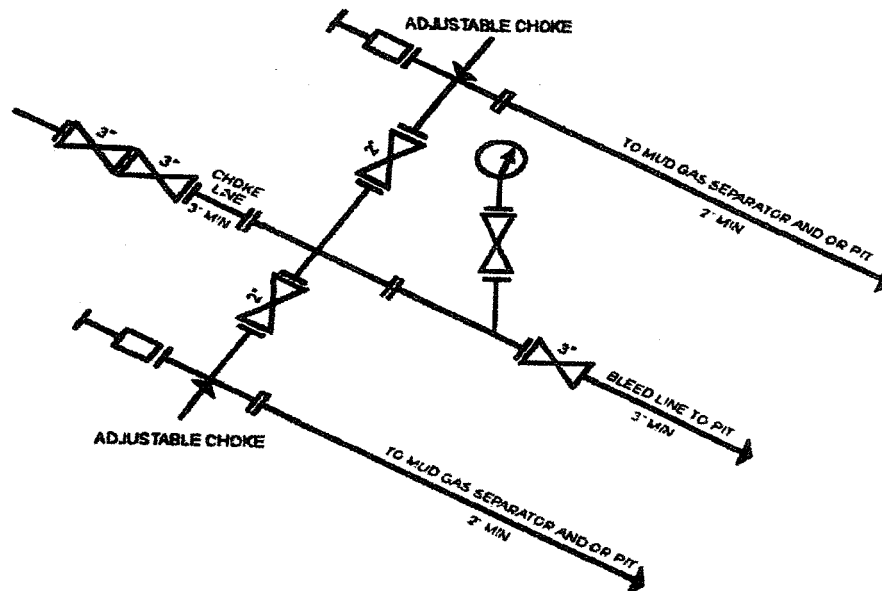 ADJUSTABLE CHOKE
3"
3"
CHOKE
LINE
3" MIN
2"
TO MUD GAS SEPARATOR AND OR PIT
2" MIN
2"
3"
BLEED LINE TO PIT
3" MIN
ADJUSTABLE CHOKE
TO MUD GAS SEPARATOR AND OR PIT
2" MIN